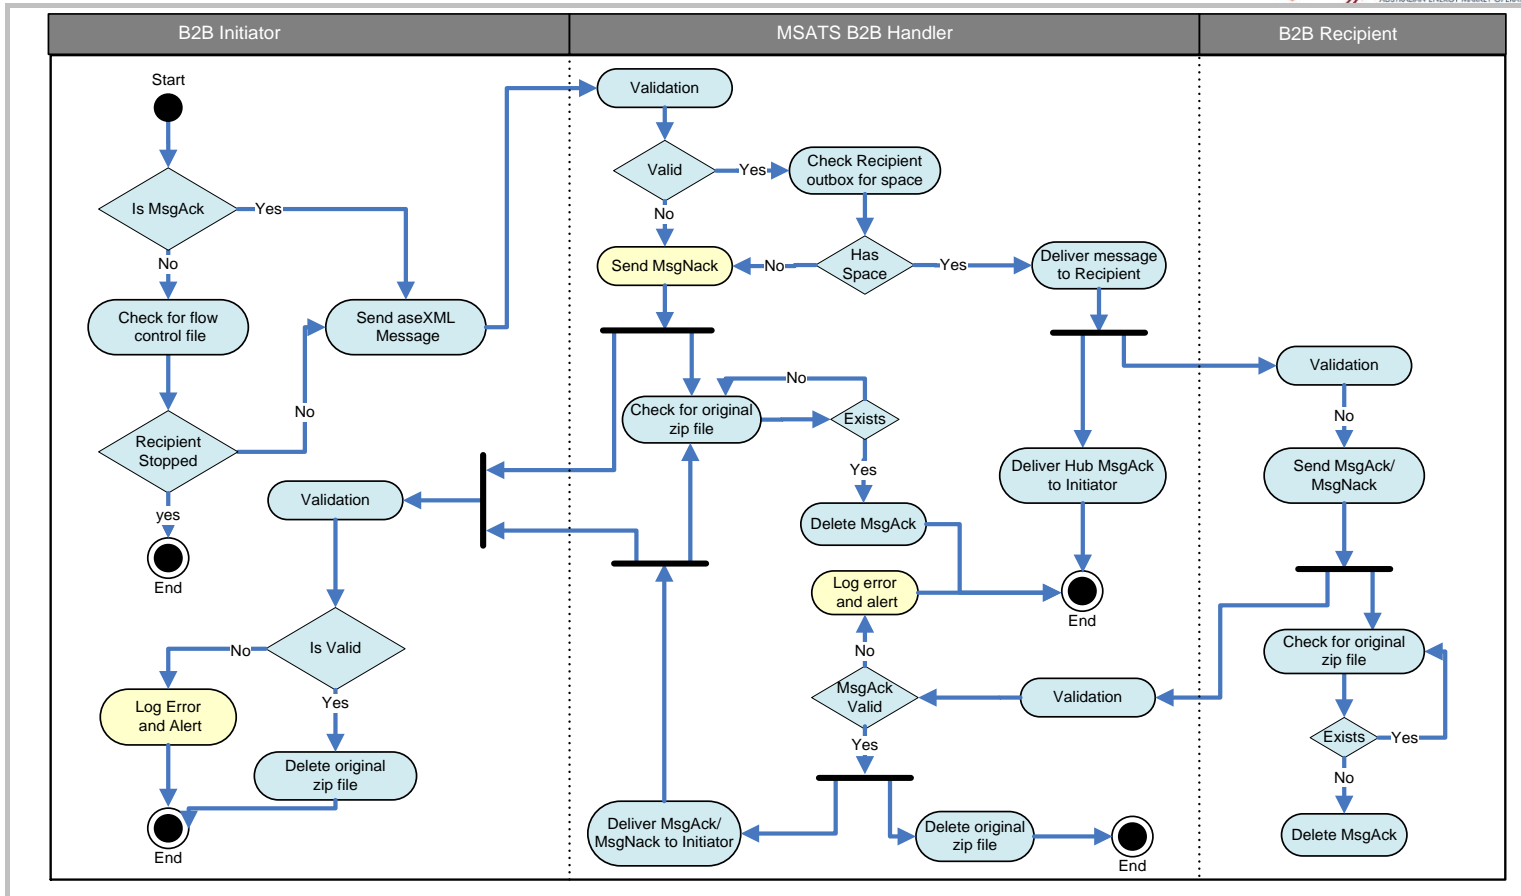 B2B Initiator
MSATS B2B Handler
B2B Recipient
Start
Is MsgAck
Yes
No
Check for flow
control file
Send aseXML
Message
No
Recipient
Stopped
yes
End
Validation
Is Valid
No
Yes
Log Error
and Alert
Delete original
zip file
End
Validation
Valid
Yes
Check Recipient
outbox for space
No
Send MsgNack
No
Has
Space
Yes
Deliver message
to Recipient
No
Check for original
zip file
Exists
Yes
Deliver Hub MsgAck
to Initiator
Delete MsgAck
Log error
and alert
End
No
MsgAck
Valid
Validation
Yes
Deliver MsgAck/
MsgNack to Initiator
Delete original
zip file
End
Validation
No
Send MsgAck/
MsgNack
Check for original
zip file
Exists
Yes
No
Delete MsgAck